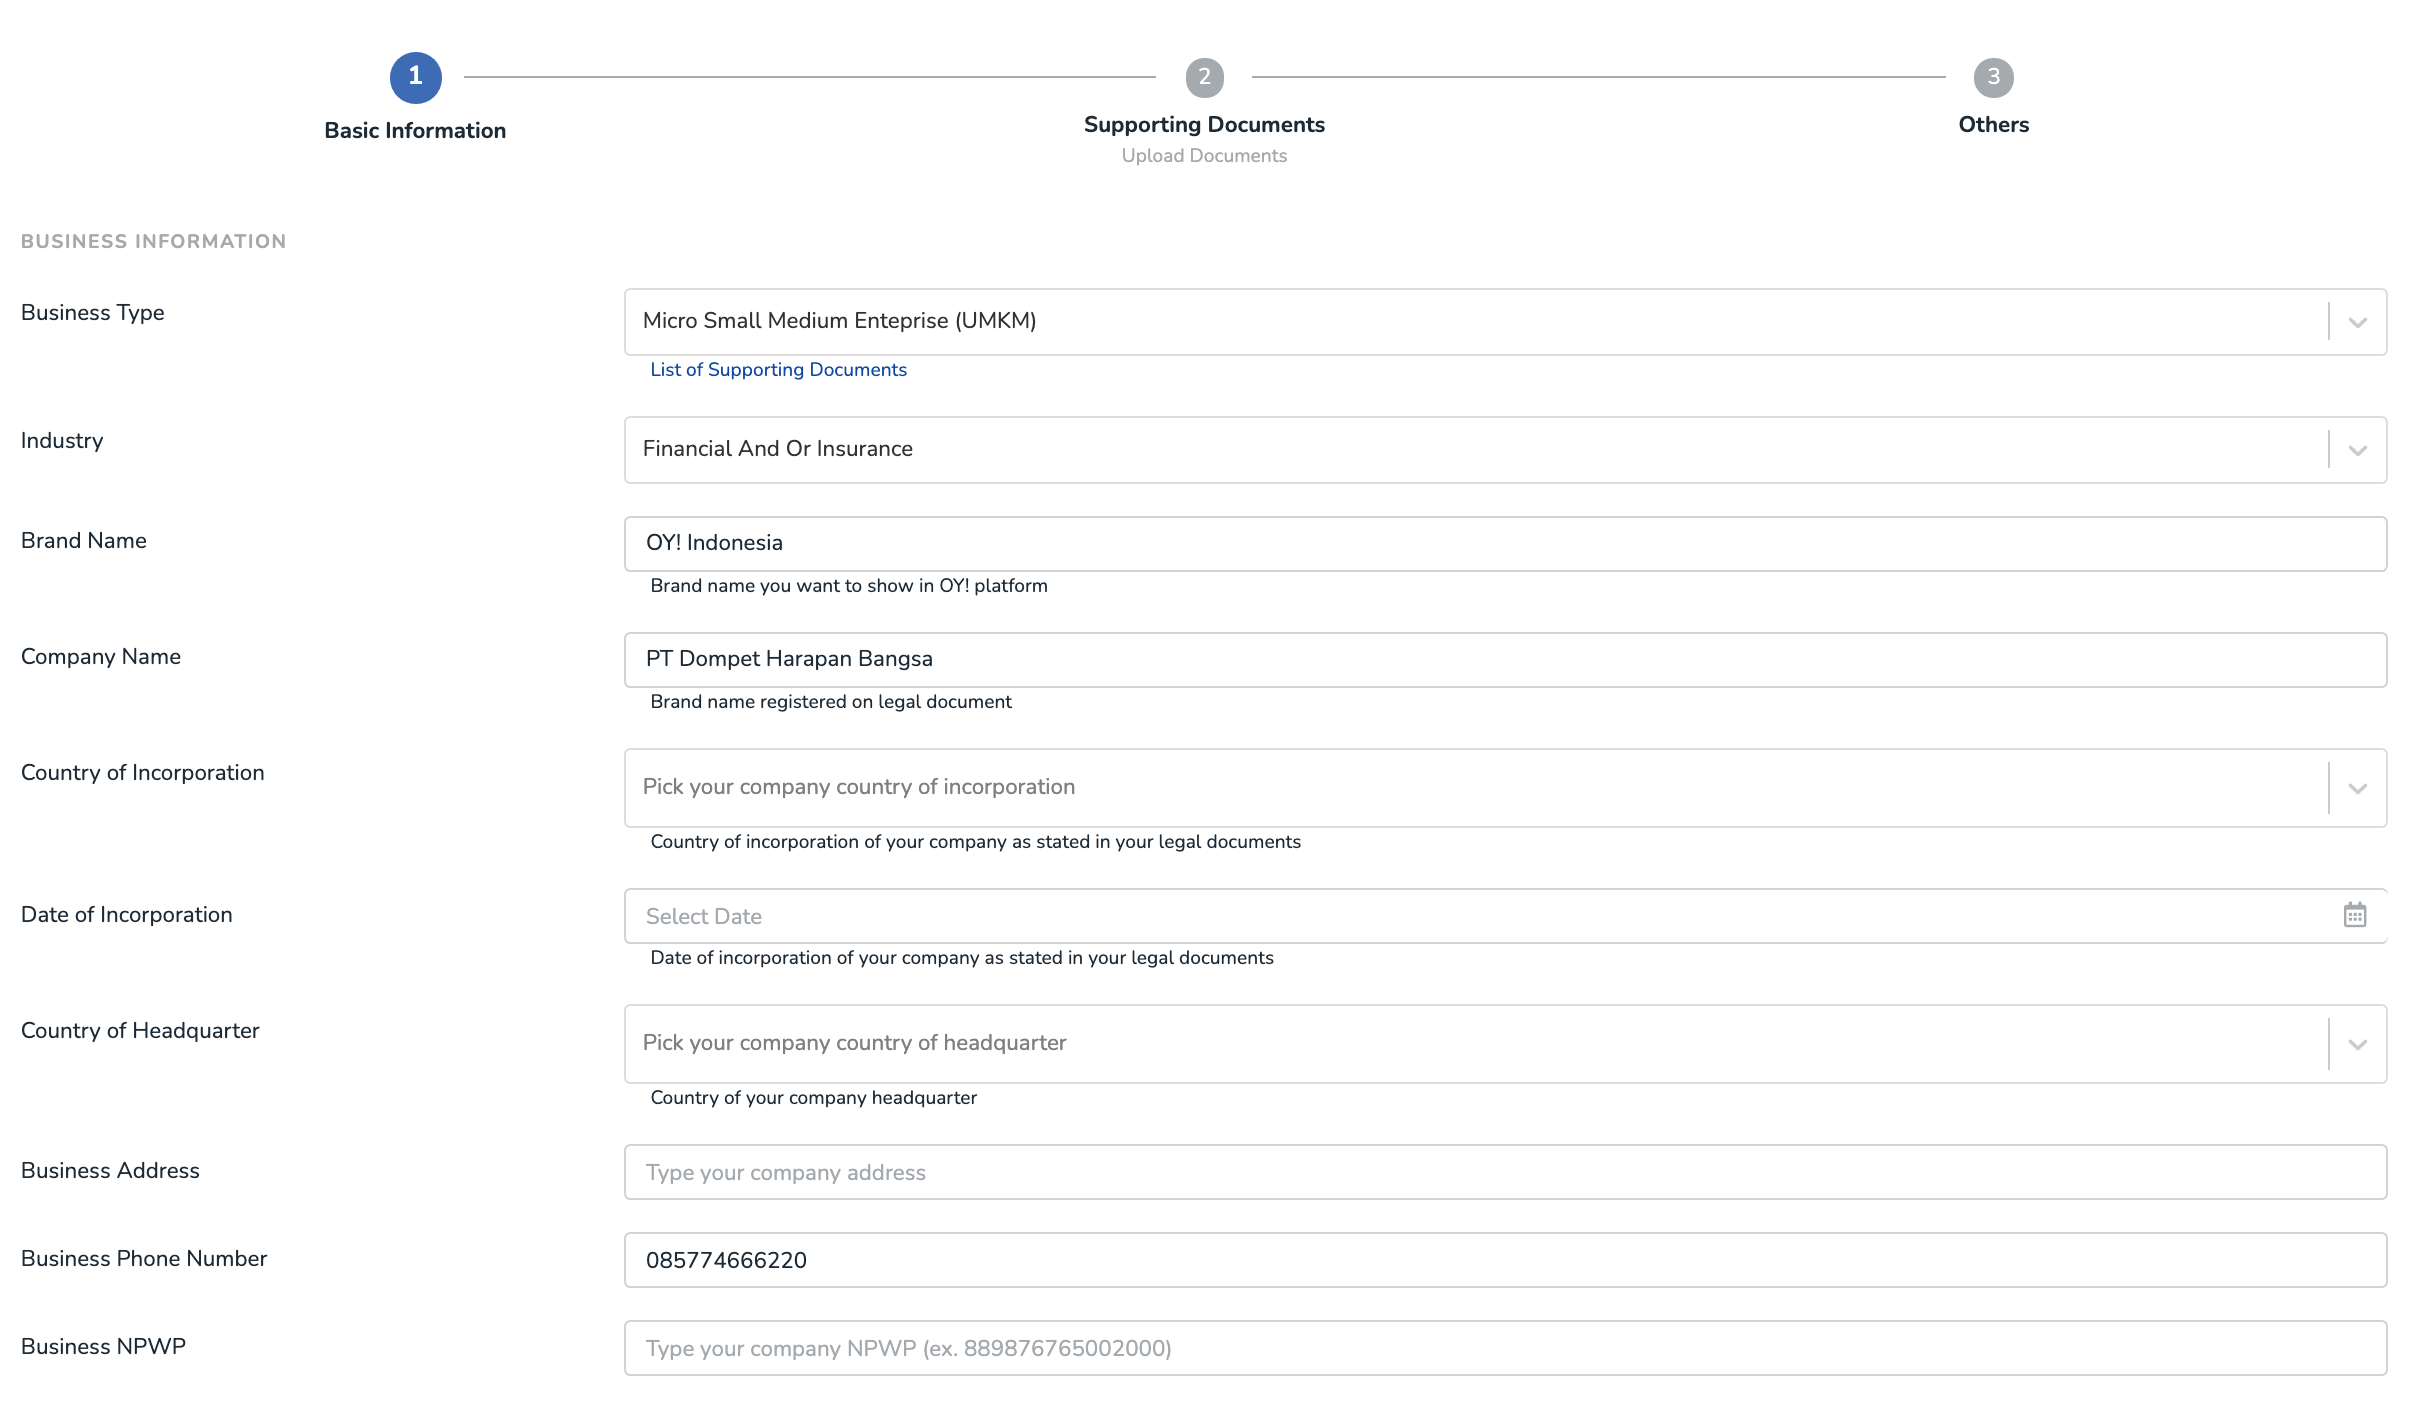 1
2
3
Basic Information
Supporting Documents
Others
Upload Documents
BUSINESS INFORMATION
Business Type
Micro Small Medium Enteprise (UMKM)
List of Supporting Documents
Industry
Financial And Or Insurance
Brand Name
OY! Indonesia
Brand name you want to show in OY! platform
Company Name
PT Dompet Harapan Bangsa
Brand name registered on legal document
Country of Incorporation
Pick your company country of incorporation
Country of incorporation of your company as stated in your legal documents
Date of Incorporation
Select Date
Date of incorporation of your company as stated in your legal documents
Country of Headquarter
Pick your company country of headquarter
Country of your company headquarter
Business Address
Type your company address
Business Phone Number
085774666220
Business NPWP
Type your company NPWP (ex. 889876765002000)